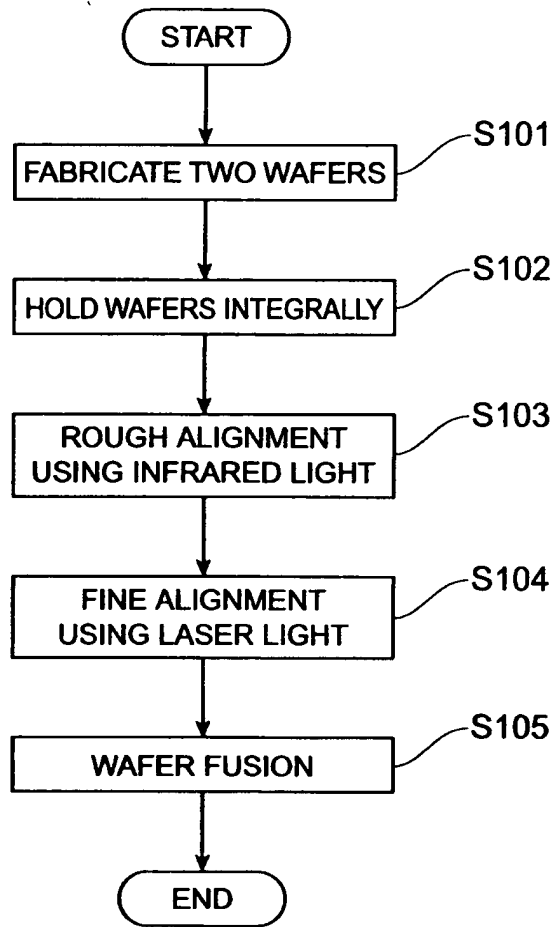 START
S101
FABRICATE TWO WAFERS
S102
HOLD WAFERS INTEGRALLY
S103
ROUGH ALIGNMENT
USING INFRARED LIGHT
S104
FINE ALIGNMENT
USING LASER LIGHT
S105
WAFER FUSION
END